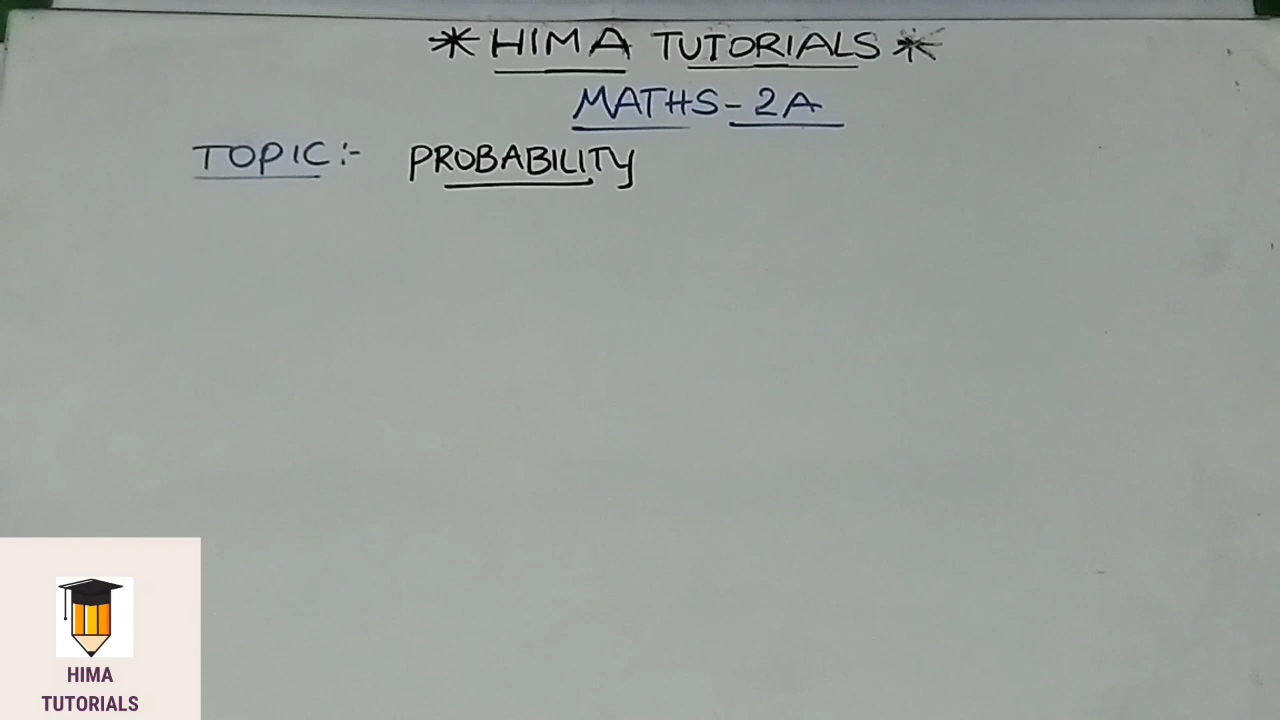 * HIMA TUTORIALS *
MATHS-2A
TOPIC:- PROBABILITY
HIMA
TUTORIALS